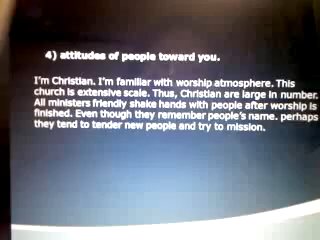 4) attitudes of people toward you.
I'm Christian. I'm familiar with worship atmosphere. This
church is extensive scale. Thus, Christian are large in number.
All ministers friendly shake hands with people after worship is
finished. Even though they remember people's name. perhaps
they tend to tender new people and try to mission.